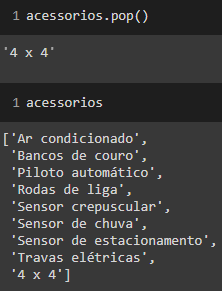 1 acessorios.pop()
'4 x 4'
1 acessorios
['Ar condicionado',
'Bancos de couro',
'Piloto automático',
'Rodas de liga',
'Sensor crepuscular',
'Sensor de chuva',
'Sensor de estacionamento',
'Travas elétricas',
'4 x 4']